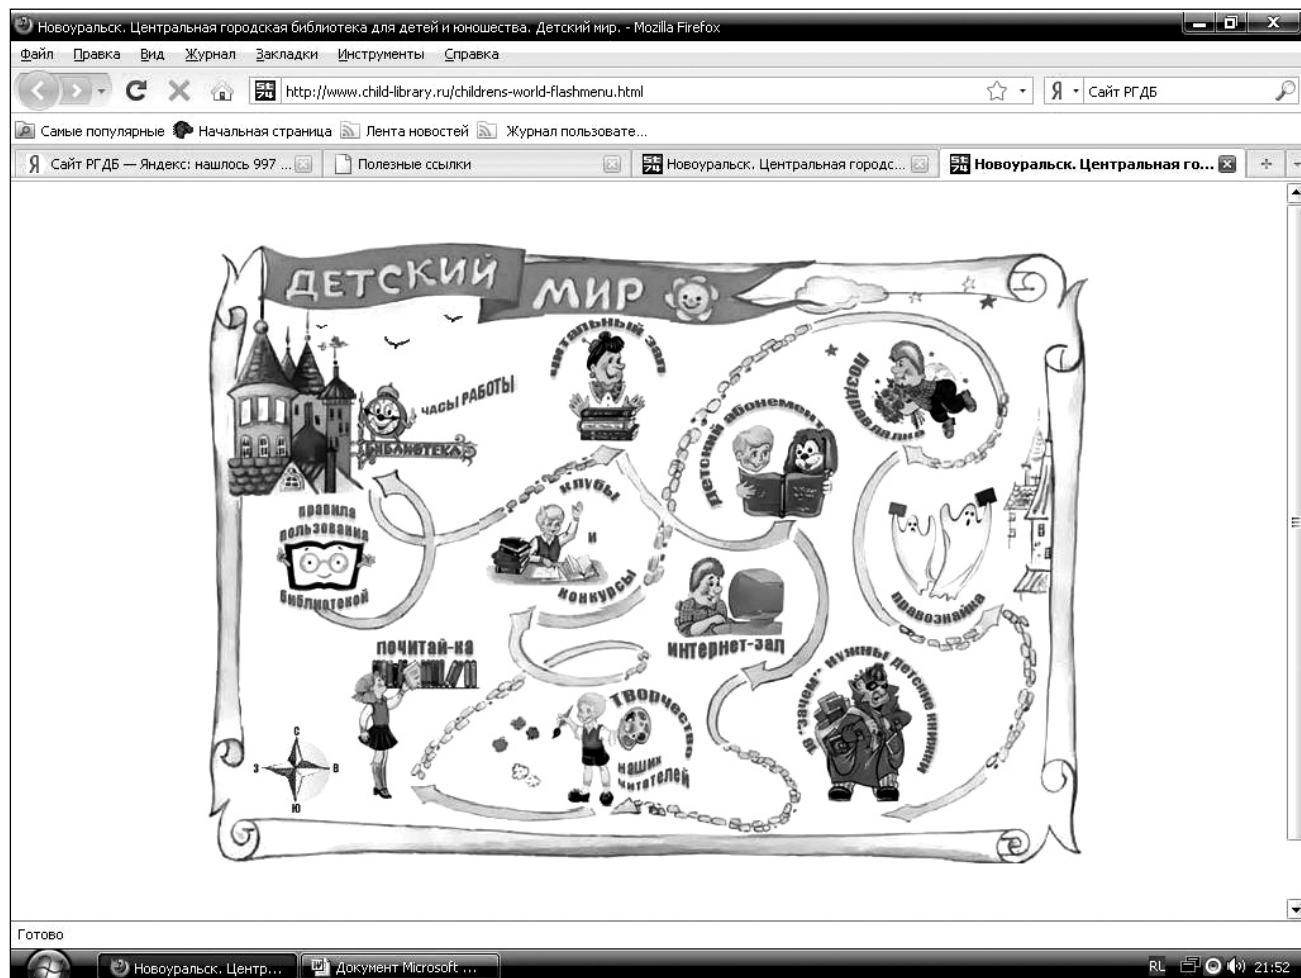 Новоуральск. Центральная городская библиотека для детей и юношества. Детский мир. - Mozilla Firefox
Файл Правка Вид Журнал Закладки Инструменты Справка
http://www.child-library.ru/childrens-world-flashmenu.html
Я Сайт РГДБ
Самые популярные Начальная страница Лента новостей Журнал пользовате...
Я Сайт РГДБ — Яндекс: нашлось 997 ... Полезные ссылки Новоуральск. Центральная городс... Новоуральск. Центральная го...
ДЕТСКИЙ МИР
читальный зал
поздравлялие
ЧАСЫ РАБОТЫ
БИБЛИОТЕКА
детский абонемент
правила
пользования
библиотекой
клубы
и
конкурсы
правознайка
интернет-зал
почитай-ка
18 "зачем" нужны детские книжки
Творчество
наших
читателей
С
З В
Ю
Готово
Новоуральск. Центр... Документ Microsoft ... RL 21:52